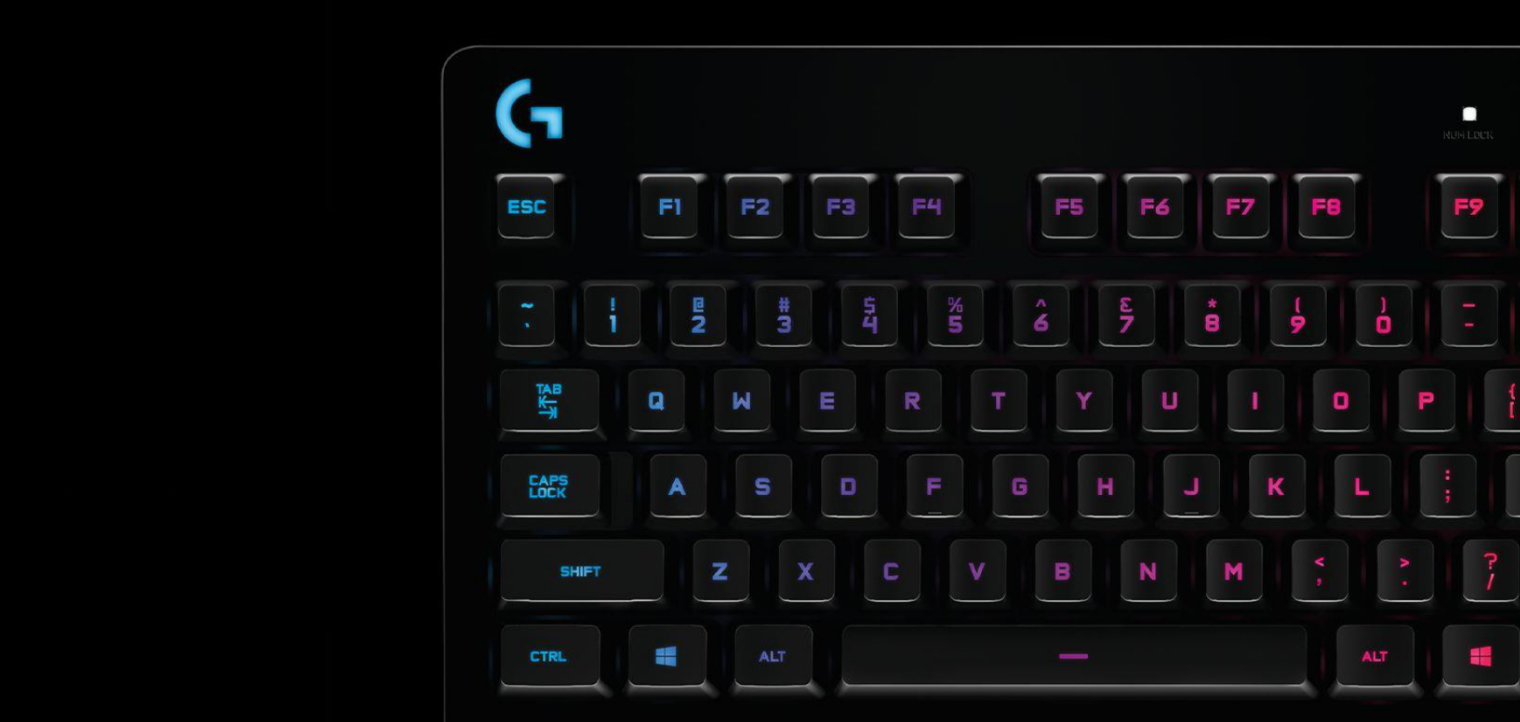 NUM LOCK
ESC F1 F2 F3 F4 F5 F6 F7 F8 F9
~ ! @ # $ % ^ & * ( ) _
` 1 2 3 4 5 6 7 8 9 0 -
TAB Q W E R T Y U I O P { [
CAPS LOCK A S D F G H J K L : ;
SHIFT Z X C V B N M < , > . ? /
CTRL ALT ALT